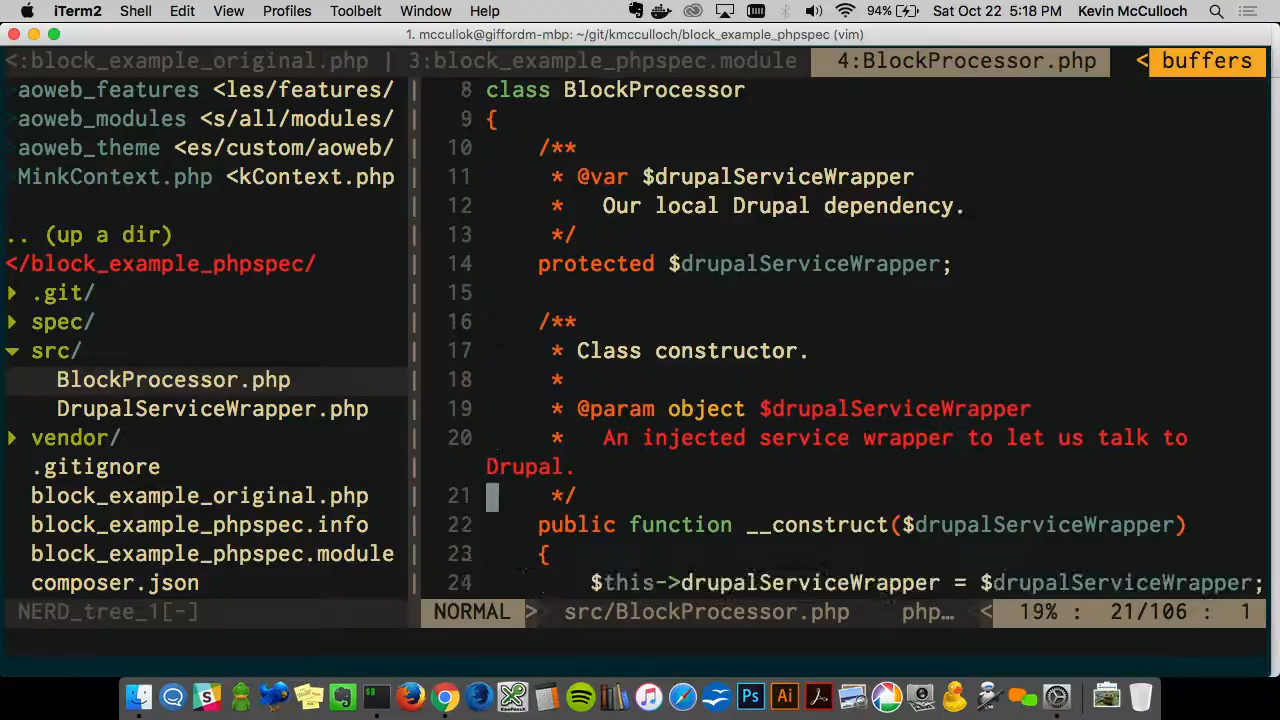 iTerm2 Shell Edit View Profiles Toolbelt Window Help 94% Sat Oct 22 5:18 PM Kevin McCulloch
1. mccullok@giffordm-mbp: ~/git/kmcculloch/block_example_phpspec (vim)
<:block_example_original.php | 3:block_example_phpspec.module 4:BlockProcessor.php < buffers
aoweb_features <les/features/
aoweb_modules <s/all/modules/
aoweb_theme <es/custom/aoweb/
MinkContext.php <kContext.php
.. (up a dir)
</block_example_phpspec/
▸ .git/
▸ spec/
▾ src/
BlockProcessor.php
DrupalServiceWrapper.php
▸ vendor/
.gitignore
block_example_original.php
block_example_phpspec.info
block_example_phpspec.module
composer.json
NERD_tree_1[-]
8 class BlockProcessor
9 {
10 /**
11 * @var $drupalServiceWrapper
12 * Our local Drupal dependency.
13 */
14 protected $drupalServiceWrapper;
15
16 /**
17 * Class constructor.
18 *
19 * @param object $drupalServiceWrapper
20 * An injected service wrapper to let us talk to
Drupal.
21 */
22 public function __construct($drupalServiceWrapper)
23 {
24 $this->drupalServiceWrapper = $drupalServiceWrapper;
NORMAL > src/BlockProcessor.php php… < 19% : 21/106 : 1
Ps Ai